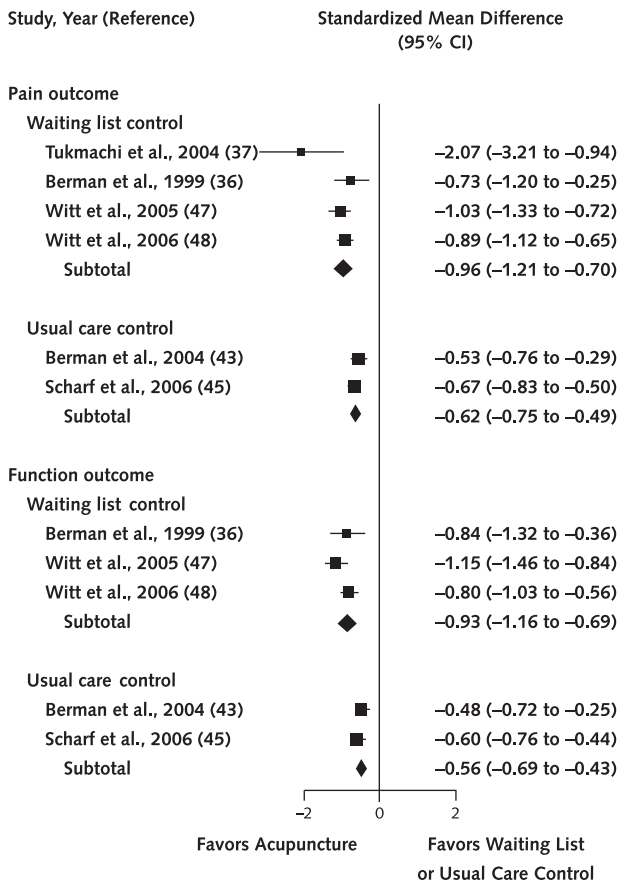 Study, Year (Reference) Standardized Mean Difference
(95% CI)
Pain outcome
Waiting list control
Tukmachi et al., 2004 (37) −2.07 (−3.21 to −0.94)
Berman et al., 1999 (36) −0.73 (−1.20 to −0.25)
Witt et al., 2005 (47) −1.03 (−1.33 to −0.72)
Witt et al., 2006 (48) −0.89 (−1.12 to −0.65)
Subtotal −0.96 (−1.21 to −0.70)
Usual care control
Berman et al., 2004 (43) −0.53 (−0.76 to −0.29)
Scharf et al., 2006 (45) −0.67 (−0.83 to −0.50)
Subtotal −0.62 (−0.75 to −0.49)
Function outcome
Waiting list control
Berman et al., 1999 (36) −0.84 (−1.32 to −0.36)
Witt et al., 2005 (47) −1.15 (−1.46 to −0.84)
Witt et al., 2006 (48) −0.80 (−1.03 to −0.56)
Subtotal −0.93 (−1.16 to −0.69)
Usual care control
Berman et al., 2004 (43) −0.48 (−0.72 to −0.25)
Scharf et al., 2006 (45) −0.60 (−0.76 to −0.44)
Subtotal −0.56 (−0.69 to −0.43)
−2 0 2
Favors Acupuncture Favors Waiting List
or Usual Care Control